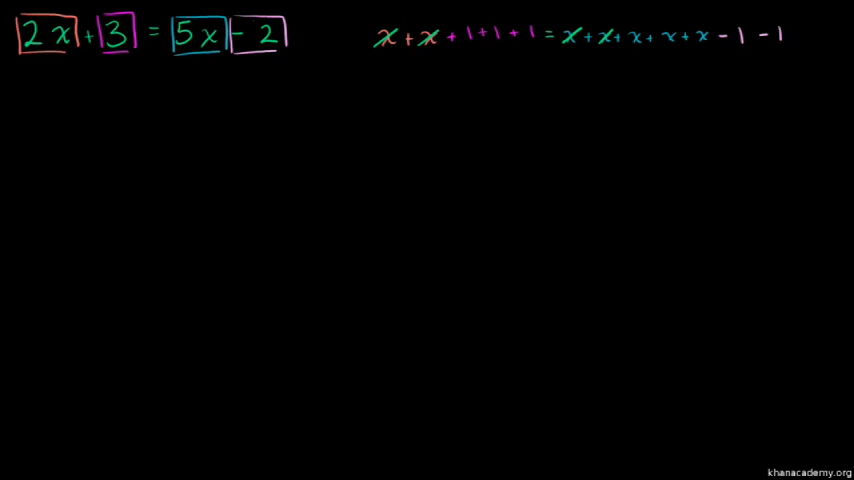 2x + 3 = 5x - 2
x + x + 1 + 1 + 1 = x + x + x + x + x - 1 - 1
khanacademy.org